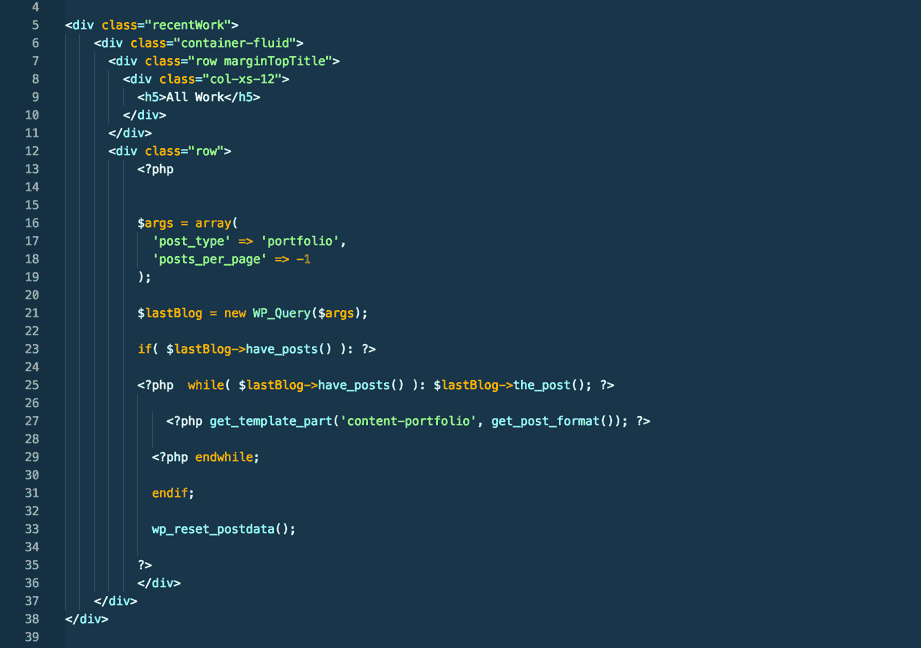 4
5 <div class="recentWork">
6 <div class="container-fluid">
7 <div class="row marginTopTitle">
8 <div class="col-xs-12">
9 <h5>All Work</h5>
10 </div>
11 </div>
12 <div class="row">
13 <?php
14
15
16 $args = array(
17 'post_type' => 'portfolio',
18 'posts_per_page' => -1
19 );
20
21 $lastBlog = new WP_Query($args);
22
23 if( $lastBlog->have_posts() ): ?>
24
25 <?php  while( $lastBlog->have_posts() ): $lastBlog->the_post(); ?>
26
27 <?php get_template_part('content-portfolio', get_post_format()); ?>
28
29 <?php endwhile;
30
31 endif;
32
33 wp_reset_postdata();
34
35 ?>
36 </div>
37 </div>
38 </div>
39